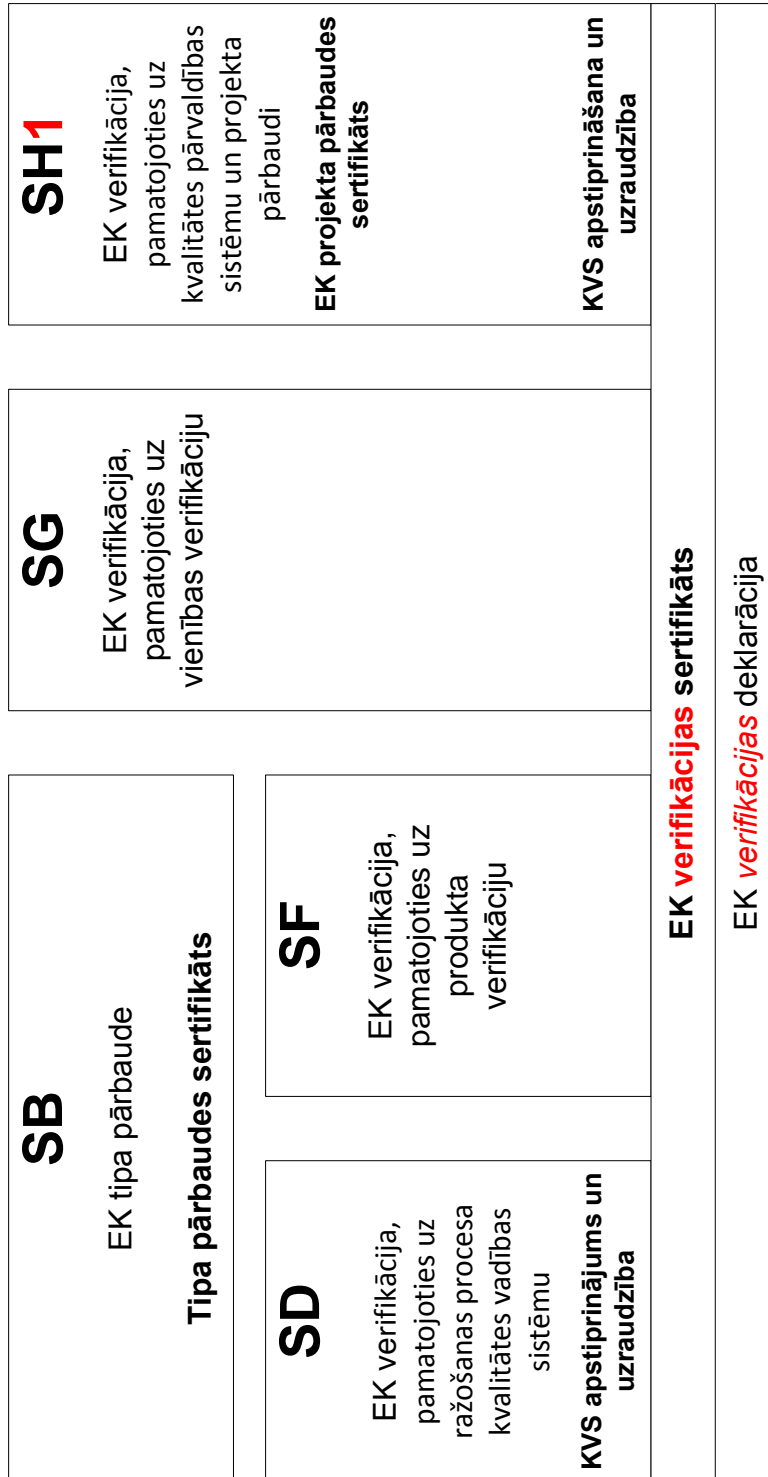 SB
EK tipa pārbaude
Tipa pārbaudes sertifikāts
SD
EK verifikācija,
pamatojoties uz
ražošanas procesa
kvalitātes vadības
sistēmu
KVS apstiprinājums un
uzraudzība
SF
EK verifikācija,
pamatojoties uz
produkta
verifikāciju
SG
EK verifikācija,
pamatojoties uz
vienības verifikāciju
SH1
EK verifikācija,
pamatojoties uz
kvalitātes pārvaldības
sistēmu un projekta
pārbaudi
EK projekta pārbaudes
sertifikāts
KVS apstiprināšana un
uzraudzība
EK verifikācijas sertifikāts
EK verifikācijas deklarācija